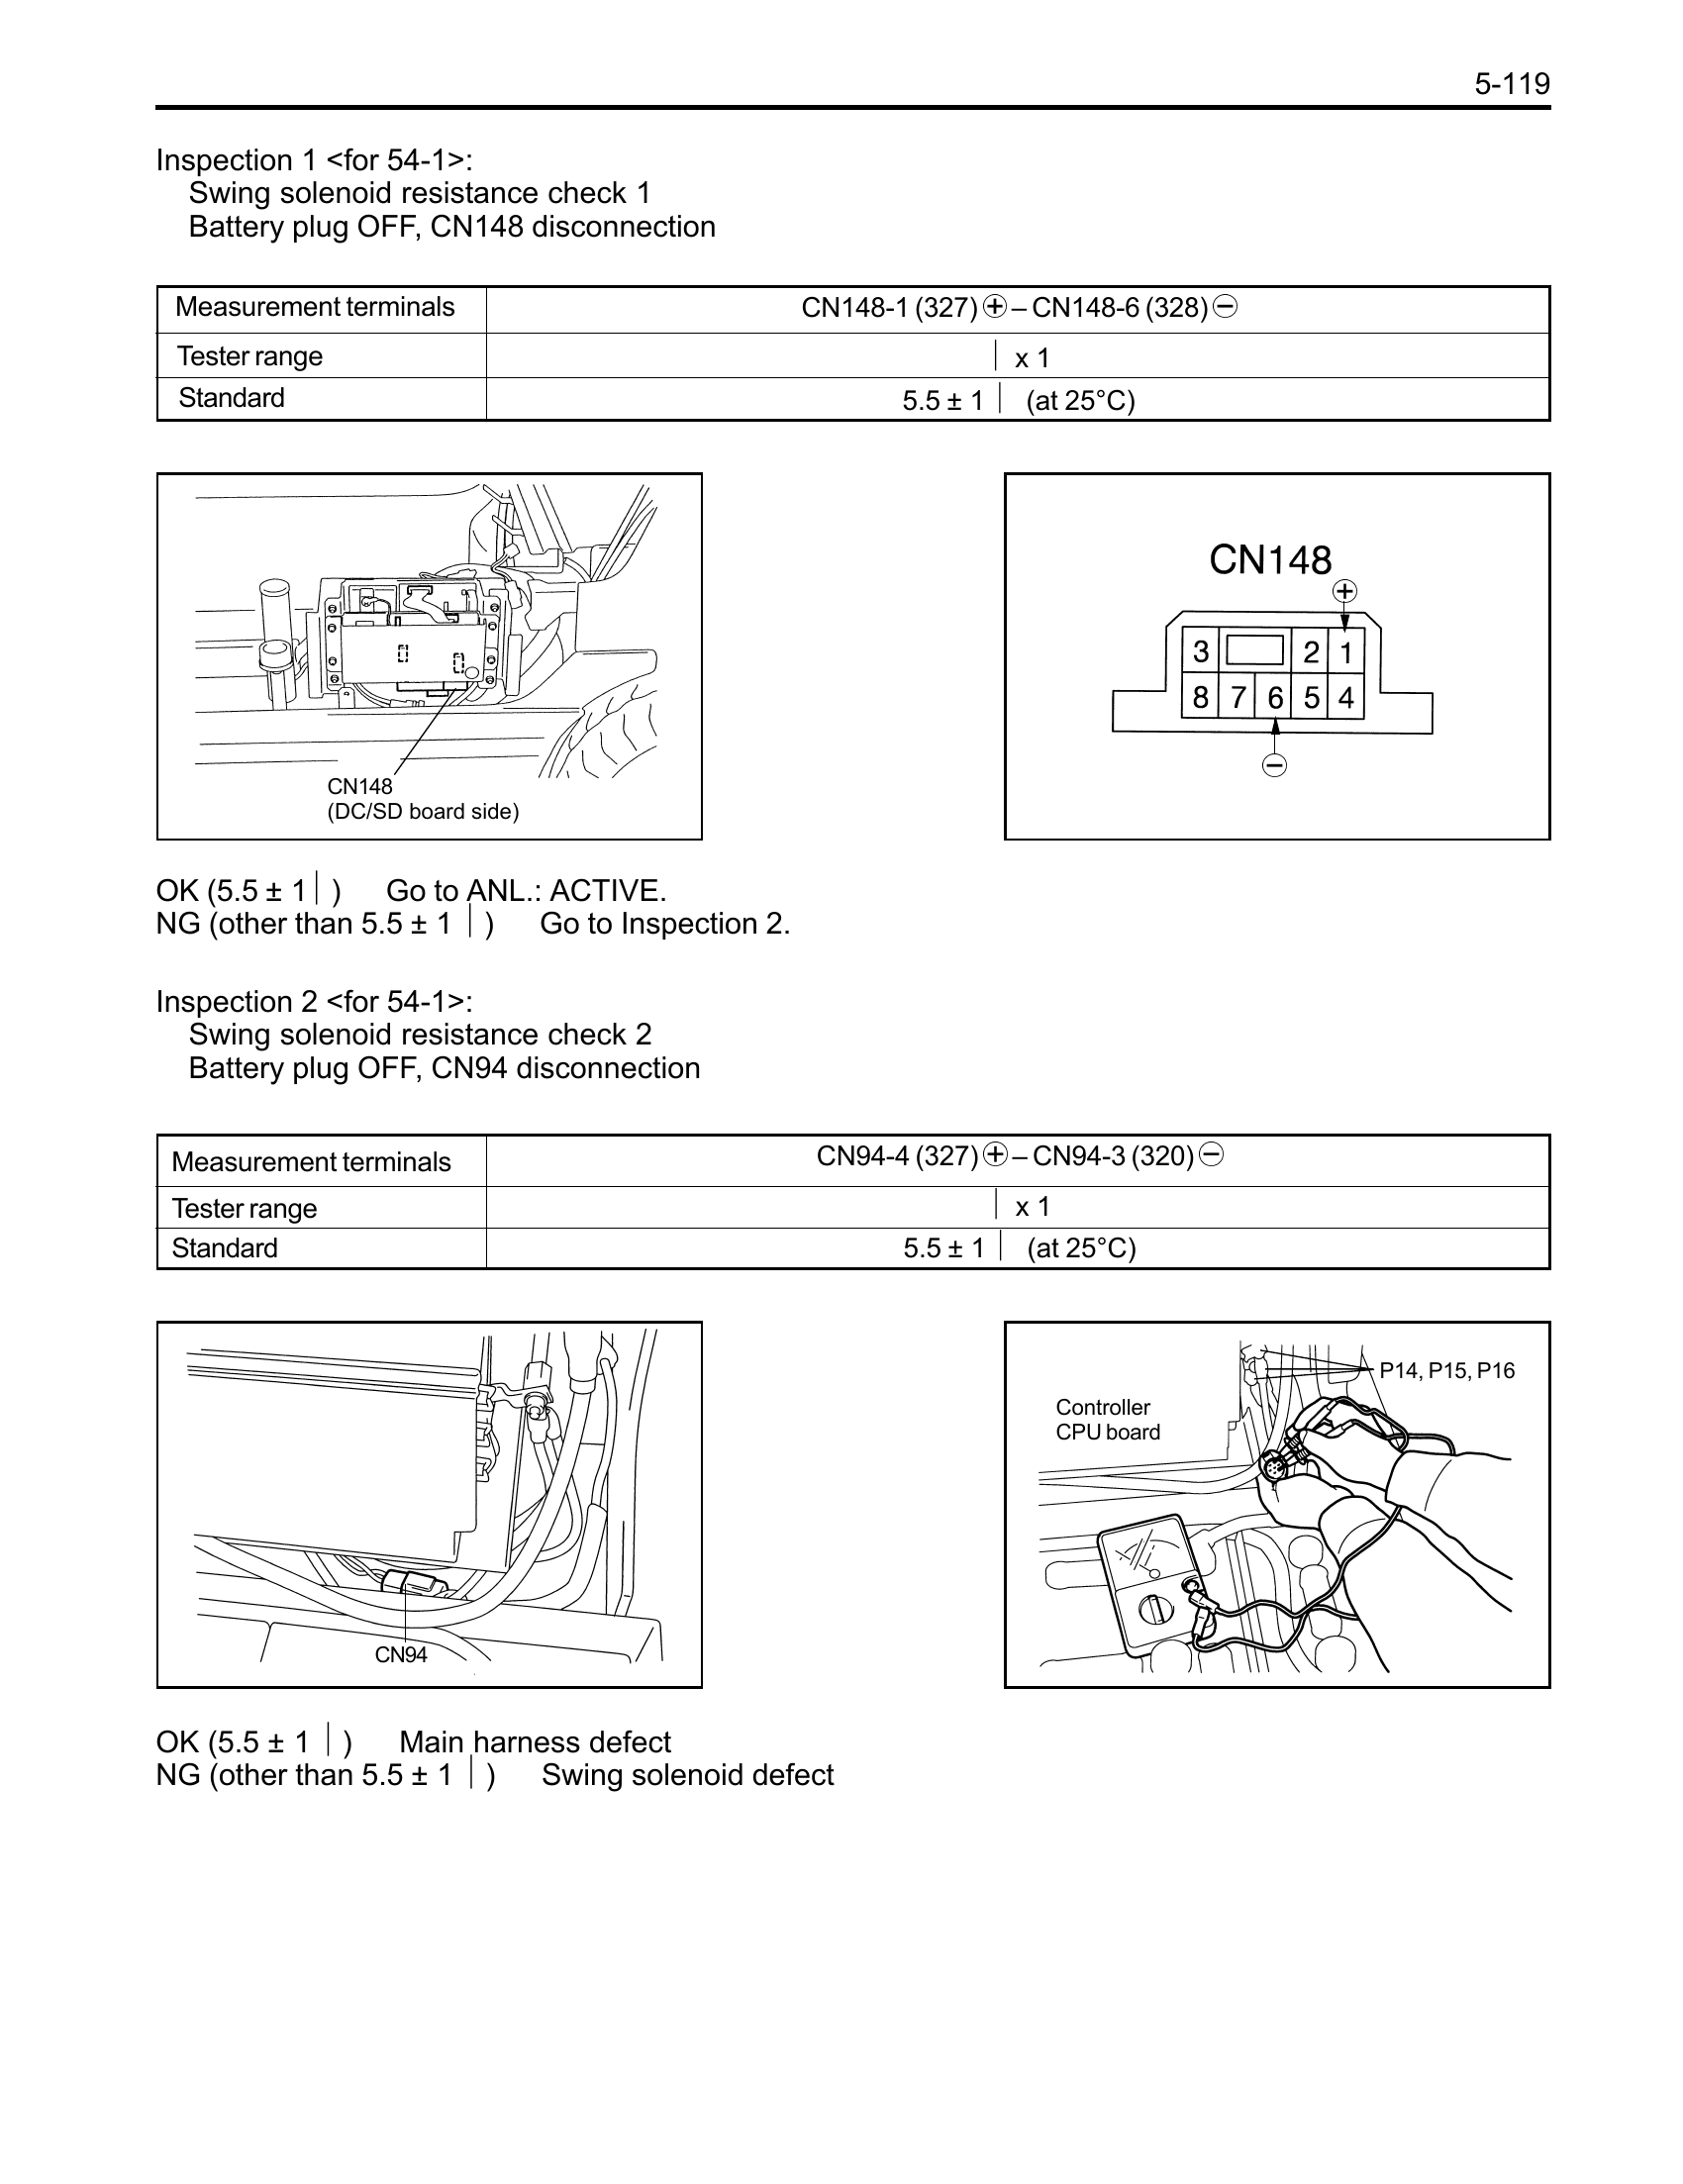 5-119
Inspection 1 <for 54-1>:
Swing solenoid resistance check 1
Battery plug OFF, CN148 disconnection
Measurement terminals CN148-1 (327) ⊕ – CN148-6 (328) ⊖
Tester range | x 1
Standard 5.5 ± 1 | (at 25°C)
CN148
(DC/SD board side)
CN148
⊕
3 2 1
8 7 6 5 4
⊖
OK (5.5 ± 1 | ) Go to ANL.: ACTIVE.
NG (other than 5.5 ± 1 | ) Go to Inspection 2.
Inspection 2 <for 54-1>:
Swing solenoid resistance check 2
Battery plug OFF, CN94 disconnection
Measurement terminals CN94-4 (327) ⊕ – CN94-3 (320) ⊖
Tester range | x 1
Standard 5.5 ± 1 | (at 25°C)
CN94
P14, P15, P16
Controller
CPU board
OK (5.5 ± 1 | ) Main harness defect
NG (other than 5.5 ± 1 | ) Swing solenoid defect